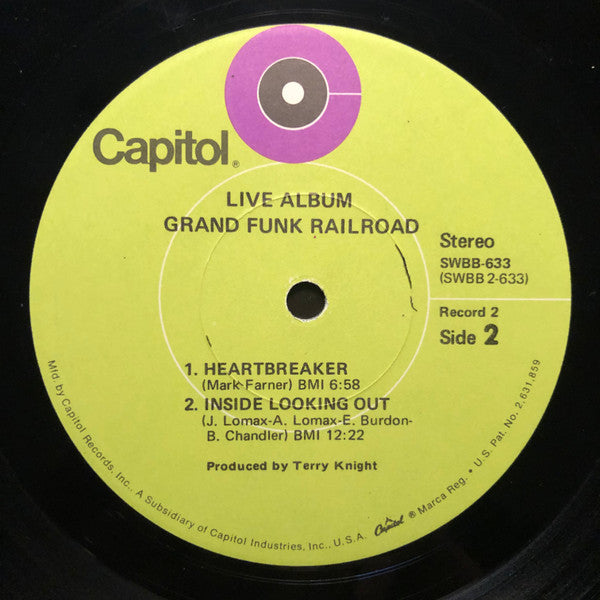 Capitol®
LIVE ALBUM
GRAND FUNK RAILROAD
Stereo
SWBB-633
(SWBB 2-633)
Record 2
Side 2
1. HEARTBREAKER
(Mark Farner) BMI 6:58
2. INSIDE LOOKING OUT
(J. Lomax-A. Lomax-E. Burdon-
B. Chandler) BMI 12:22
Produced by Terry Knight
Mfd. by Capitol Records, Inc., A Subsidiary of Capitol Industries, Inc., U.S.A. Capitol ® Marca Reg. • U.S. Pat. No. 2,631,859